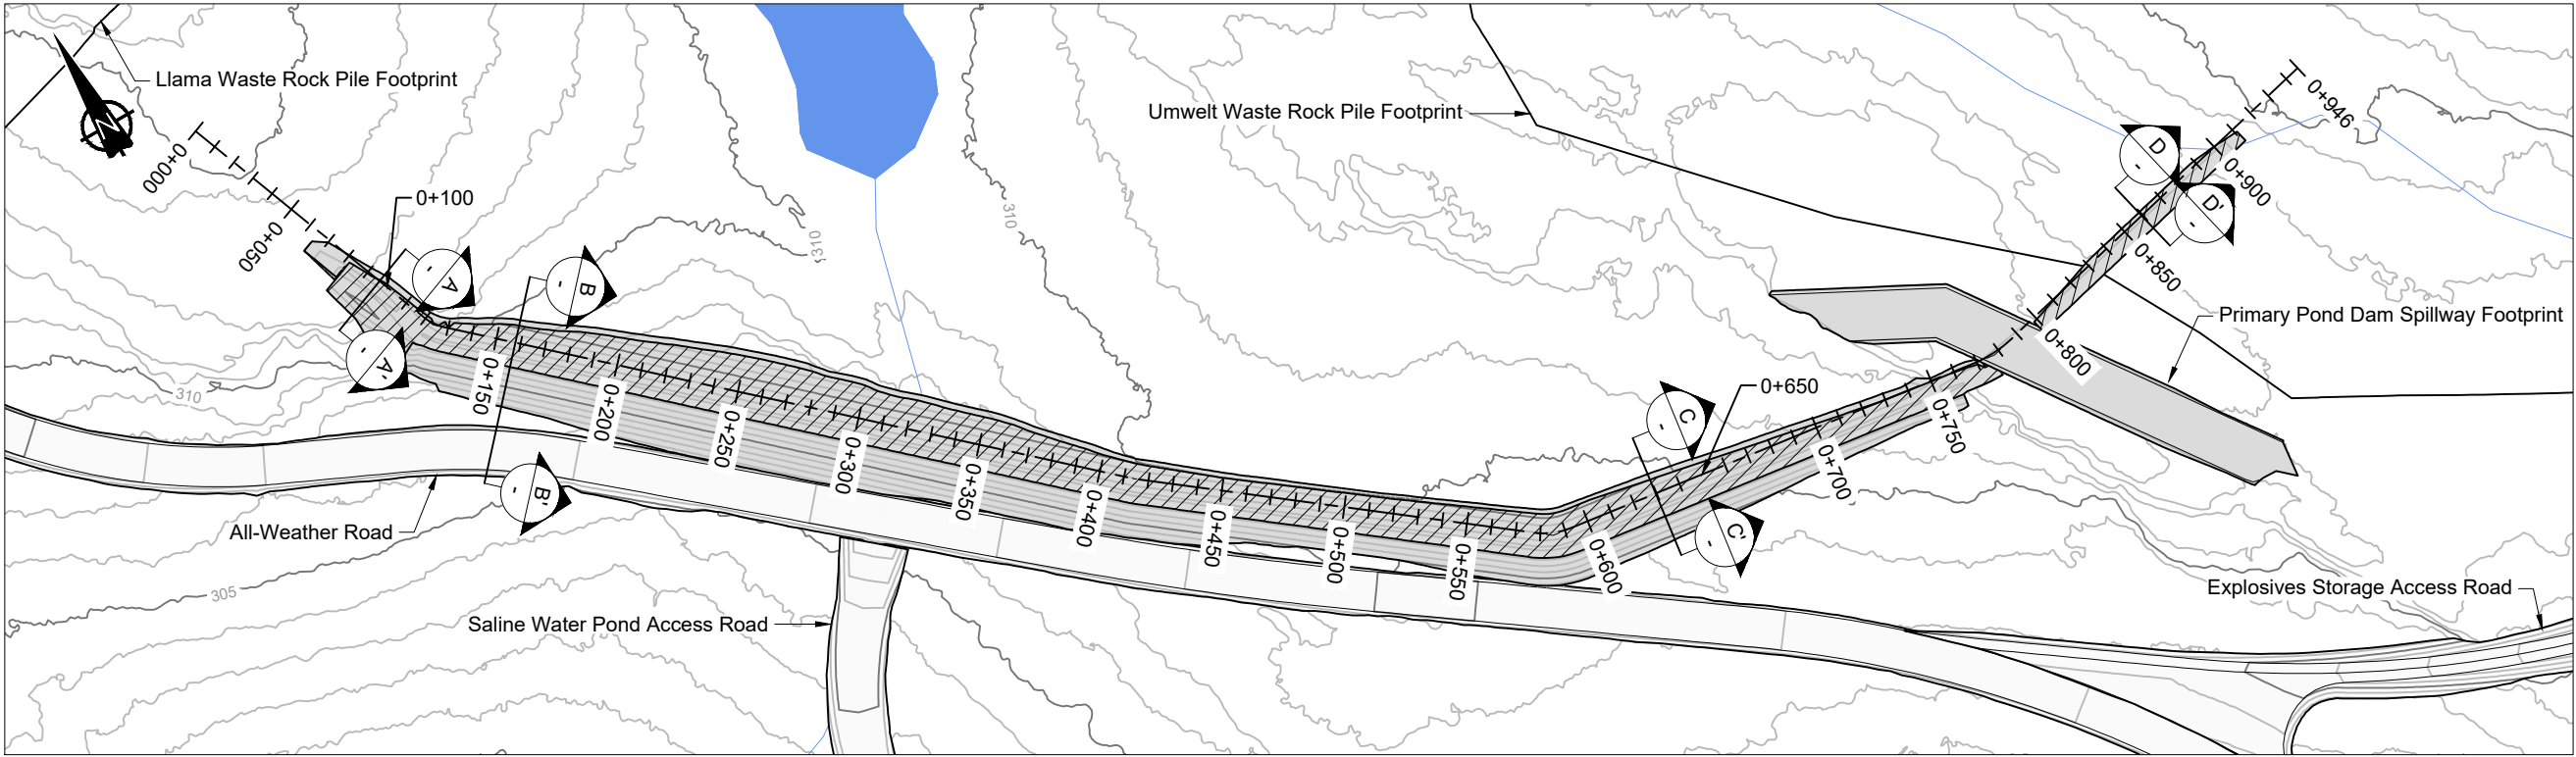 Llama Waste Rock Pile Footprint
N
0+000
0+050
0+100
A
-
A'
-
B
-
B'
-
310
310
310
305
0+150
0+200
0+250
0+300
0+350
0+400
0+450
0+500
0+550
0+600
0+650
0+700
0+750
0+800
0+850
0+900
0+946
C
-
C'
-
D
-
D'
-
Umwelt Waste Rock Pile Footprint
Primary Pond Dam Spillway Footprint
All-Weather Road
Saline Water Pond Access Road
Explosives Storage Access Road